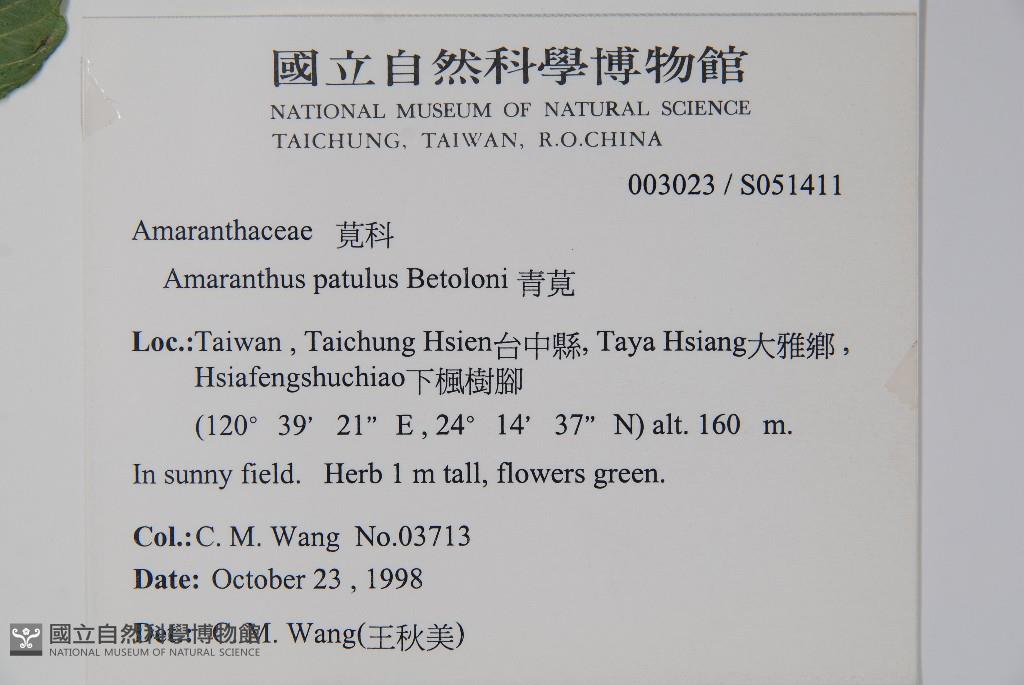 國立自然科學博物館
NATIONAL MUSEUM OF NATURAL SCIENCE
TAICHUNG, TAIWAN, R.O.CHINA
003023 / S051411
Amaranthaceae 莧科
Amaranthus patulus Betoloni 青莧
Loc.:Taiwan , Taichung Hsien台中縣, Taya Hsiang大雅鄉 ,
Hsiafengshuchiao下楓樹腳
(120° 39’ 21” E , 24° 14’ 37” N) alt. 160 m.
In sunny field. Herb 1 m tall, flowers green.
Col.:C. M. Wang No.03713
Date: October 23 , 1998
Det.: C. M. Wang(王秋美)
國立自然科學博物館
NATIONAL MUSEUM OF NATURAL SCIENCE